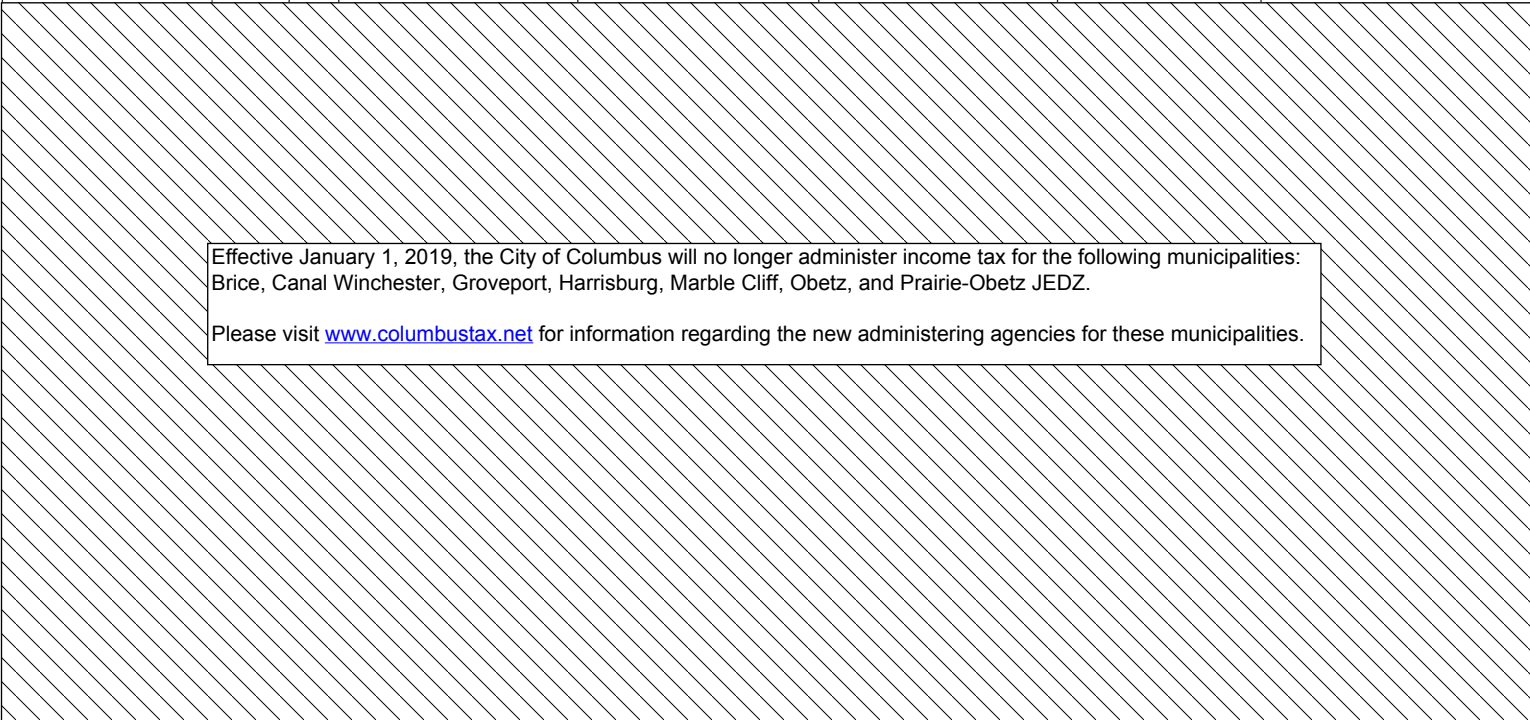 Effective January 1, 2019, the City of Columbus will no longer administer income tax for the following municipalities:
Brice, Canal Winchester, Groveport, Harrisburg, Marble Cliff, Obetz, and Prairie-Obetz JEDZ.
Please visit www.columbustax.net for information regarding the new administering agencies for these municipalities.